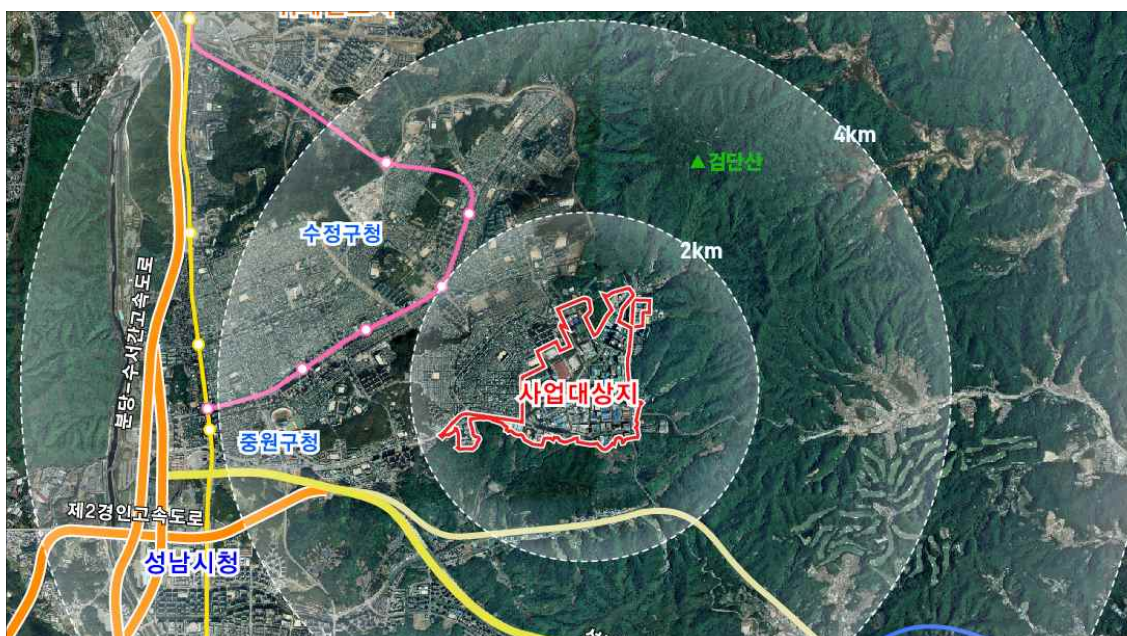 4km
▲검단산
수정구청
2km
분당-수서간고속도로
사업대상지
중원구청
제2경인고속도로
성남시청